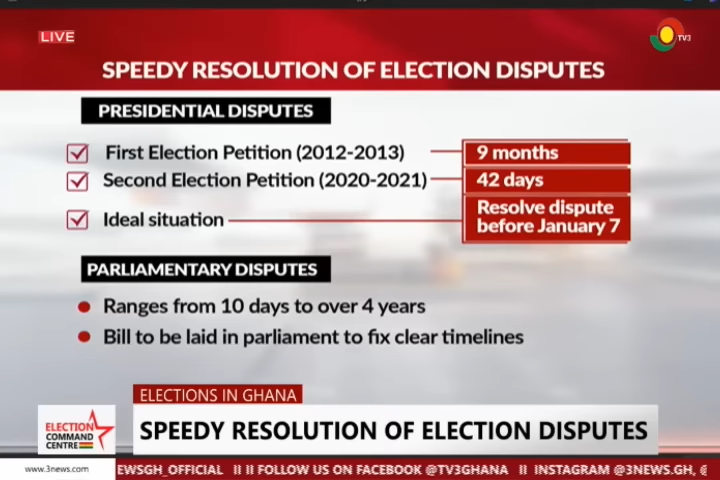 LIVE
TV3
SPEEDY RESOLUTION OF ELECTION DISPUTES
PRESIDENTIAL DISPUTES
First Election Petition (2012-2013)
9 months
Second Election Petition (2020-2021)
42 days
Ideal situation
Resolve dispute
before January 7
PARLIAMENTARY DISPUTES
Ranges from 10 days to over 4 years
Bill to be laid in parliament to fix clear timelines
ELECTIONS IN GHANA
ELECTION
COMMAND
CENTRE
SPEEDY RESOLUTION OF ELECTION DISPUTES
www.3news.com
EWSGH_OFFICIAL II II FOLLOW US ON FACEBOOK @TV3GHANA II INSTAGRAM @3NEWS.GH,